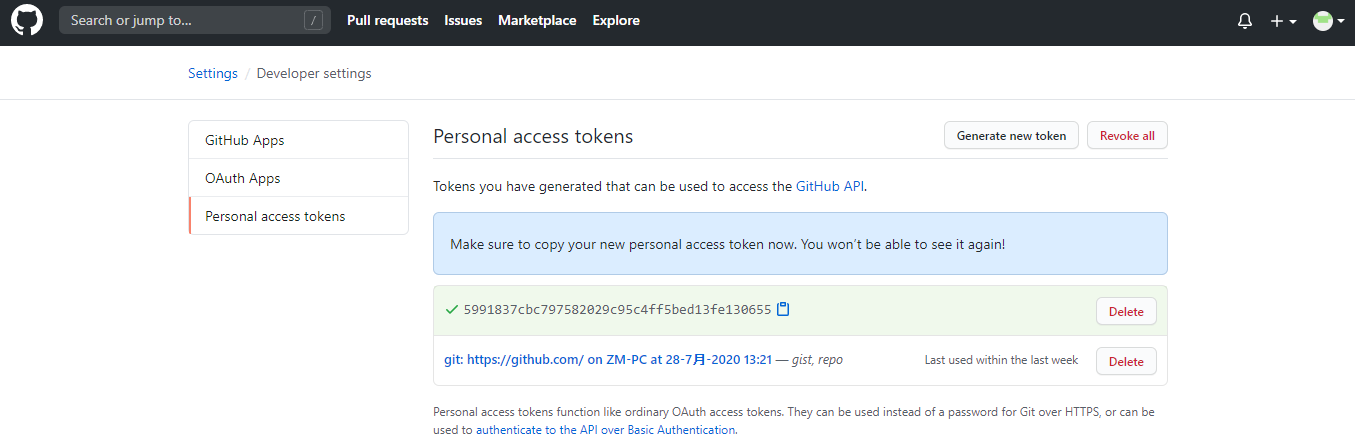 Search or jump to... /
Pull requests Issues Marketplace Explore
Settings / Developer settings
GitHub Apps
OAuth Apps
Personal access tokens
Personal access tokens
Generate new token
Revoke all
Tokens you have generated that can be used to access the GitHub API.
Make sure to copy your new personal access token now. You won't be able to see it again!
5991837cbc797582029c95c4ff5bed13fe130655
Delete
git: https://github.com/ on ZM-PC at 28-7月-2020 13:21 — gist, repo
Last used within the last week
Delete
Personal access tokens function like ordinary OAuth access tokens. They can be used instead of a password for Git over HTTPS, or can be
used to authenticate to the API over Basic Authentication.